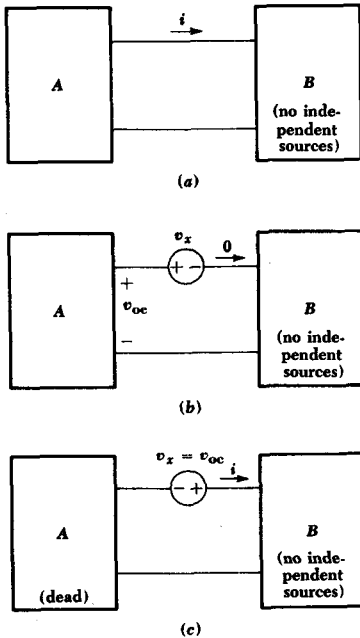 i
A
B
(no inde-
pendent
sources)
(a)
v_x
0
+ −
+
v_oc
−
A
B
(no inde-
pendent
sources)
(b)
v_x = v_oc
i
− +
A
B
(no inde-
pendent
sources)
(dead)
(c)